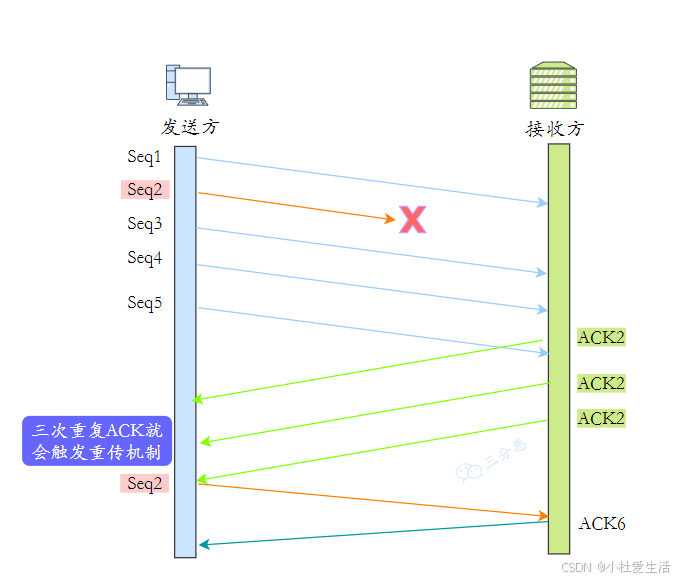 发送方
接收方
Seq1
Seq2
X
Seq3
Seq4
Seq5
ACK2
ACK2
ACK2
三次重复ACK就
会触发重传机制
三分恶
Seq2
ACK6
CSDN @小杜爱生活